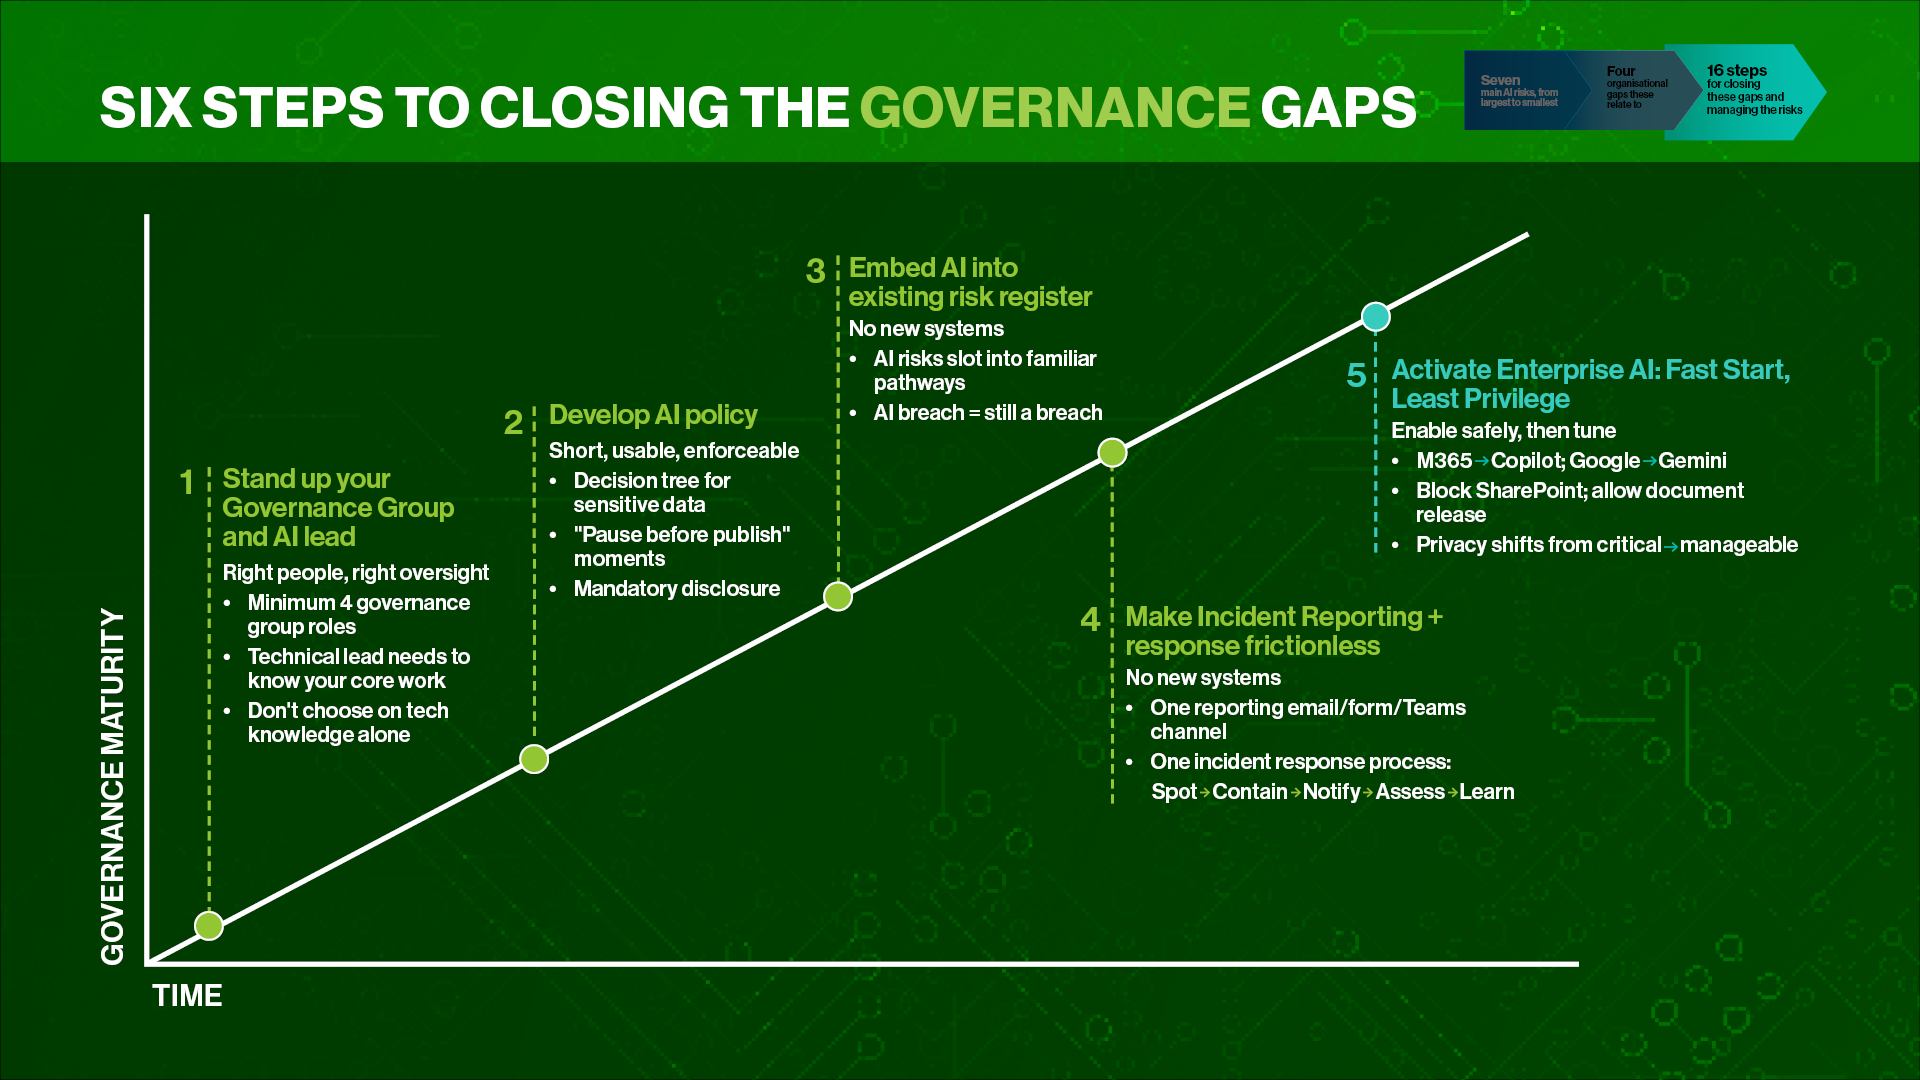 SIX STEPS TO CLOSING THE GOVERNANCE GAPS
Seven
main AI risks, from
largest to smallest
Four
organisational
gaps these
relate to
16 steps
for closing
these gaps and
managing the risks
GOVERNANCE MATURITY
TIME
1
Stand up your
Governance Group
and AI lead
Right people, right oversight
• Minimum 4 governance
group roles
• Technical lead needs to
know your core work
• Don't choose on tech
knowledge alone
2
Develop AI policy
Short, usable, enforceable
• Decision tree for
sensitive data
• "Pause before publish"
moments
• Mandatory disclosure
3
Embed AI into
existing risk register
No new systems
• AI risks slot into familiar
pathways
• AI breach = still a breach
4
Make Incident Reporting +
response frictionless
No new systems
• One reporting email/form/Teams
channel
• One incident response process:
Spot→Contain→Notify→Assess→Learn
5
Activate Enterprise AI: Fast Start,
Least Privilege
Enable safely, then tune
• M365→Copilot; Google→Gemini
• Block SharePoint; allow document
release
• Privacy shifts from critical→manageable